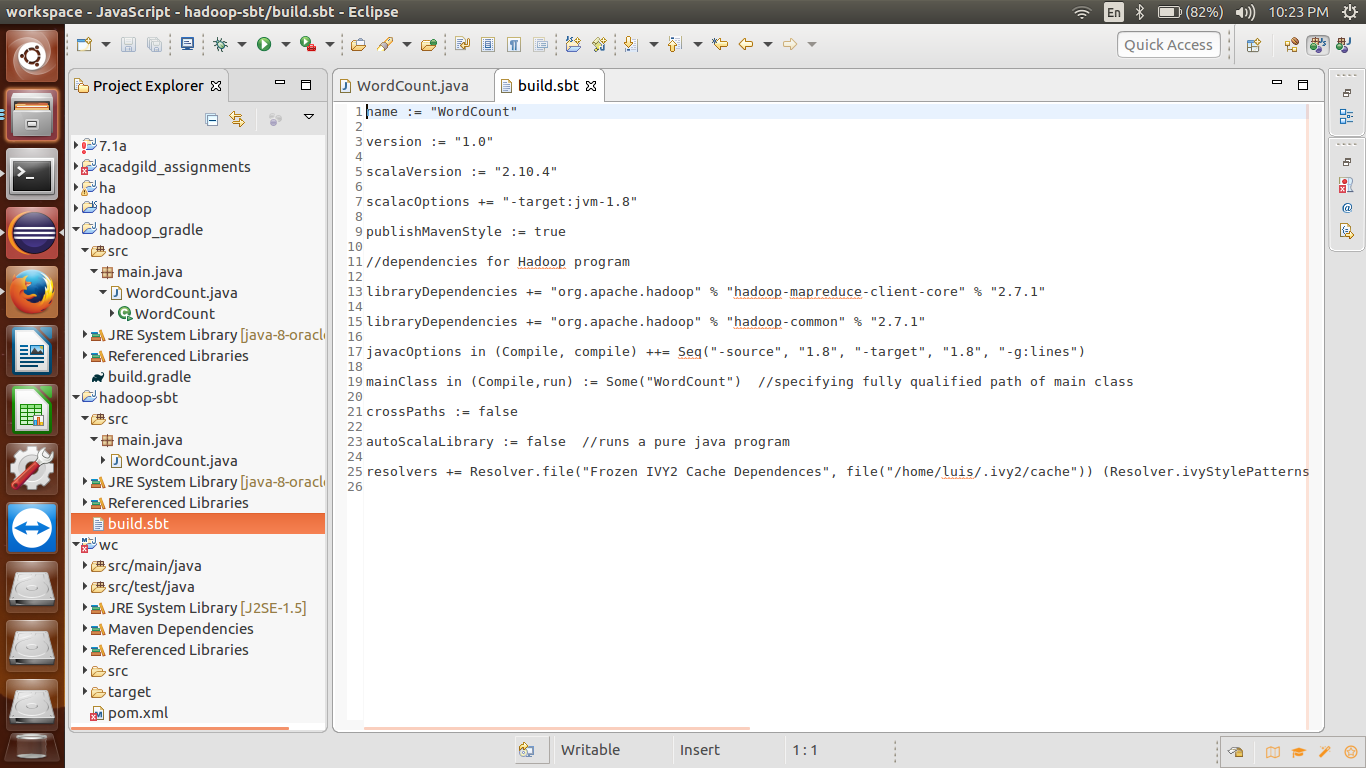 workspace - JavaScript - hadoop-sbt/build.sbt - Eclipse
En
(82%)
10:23 PM
Quick Access
Project Explorer
7.1a
acadgild_assignments
ha
hadoop
hadoop_gradle
src
main.java
WordCount.java
WordCount
JRE System Library [java-8-oracl
Referenced Libraries
build.gradle
hadoop-sbt
src
main.java
WordCount.java
JRE System Library [java-8-oracl
Referenced Libraries
build.sbt
wc
src/main/java
src/test/java
JRE System Library [J2SE-1.5]
Maven Dependencies
Referenced Libraries
src
target
pom.xml
WordCount.java
build.sbt
1 name := "WordCount"
2
3 version := "1.0"
4
5 scalaVersion := "2.10.4"
6
7 scalacOptions += "-target:jvm-1.8"
8
9 publishMavenStyle := true
10
11 //dependencies for Hadoop program
12
13 libraryDependencies += "org.apache.hadoop" % "hadoop-mapreduce-client-core" % "2.7.1"
14
15 libraryDependencies += "org.apache.hadoop" % "hadoop-common" % "2.7.1"
16
17 javacOptions in (Compile, compile) ++= Seq("-source", "1.8", "-target", "1.8", "-g:lines")
18
19 mainClass in (Compile,run) := Some("WordCount")  //specifying fully qualified path of main class
20
21 crossPaths := false
22
23 autoScalaLibrary := false  //runs a pure java program
24
25 resolvers += Resolver.file("Frozen IVY2 Cache Dependences", file("/home/luis/.ivy2/cache")) (Resolver.ivyStylePatterns
26
Writable
Insert
1 : 1